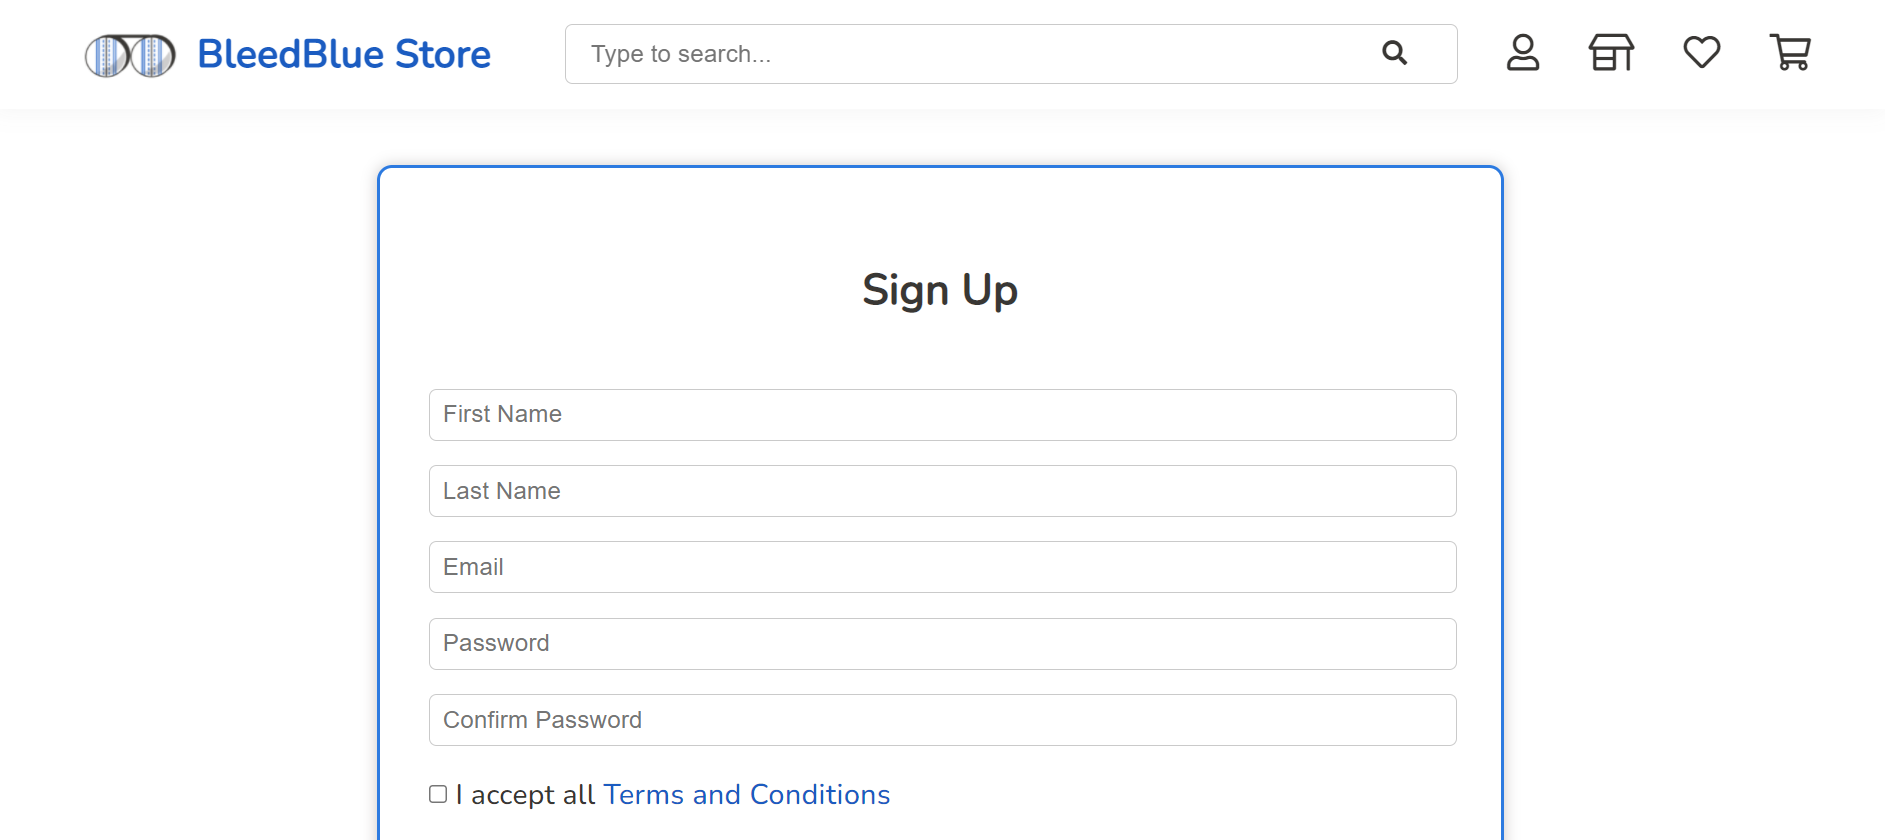 BleedBlue Store
Type to search...
Sign Up
First Name
Last Name
Email
Password
Confirm Password
I accept all Terms and Conditions